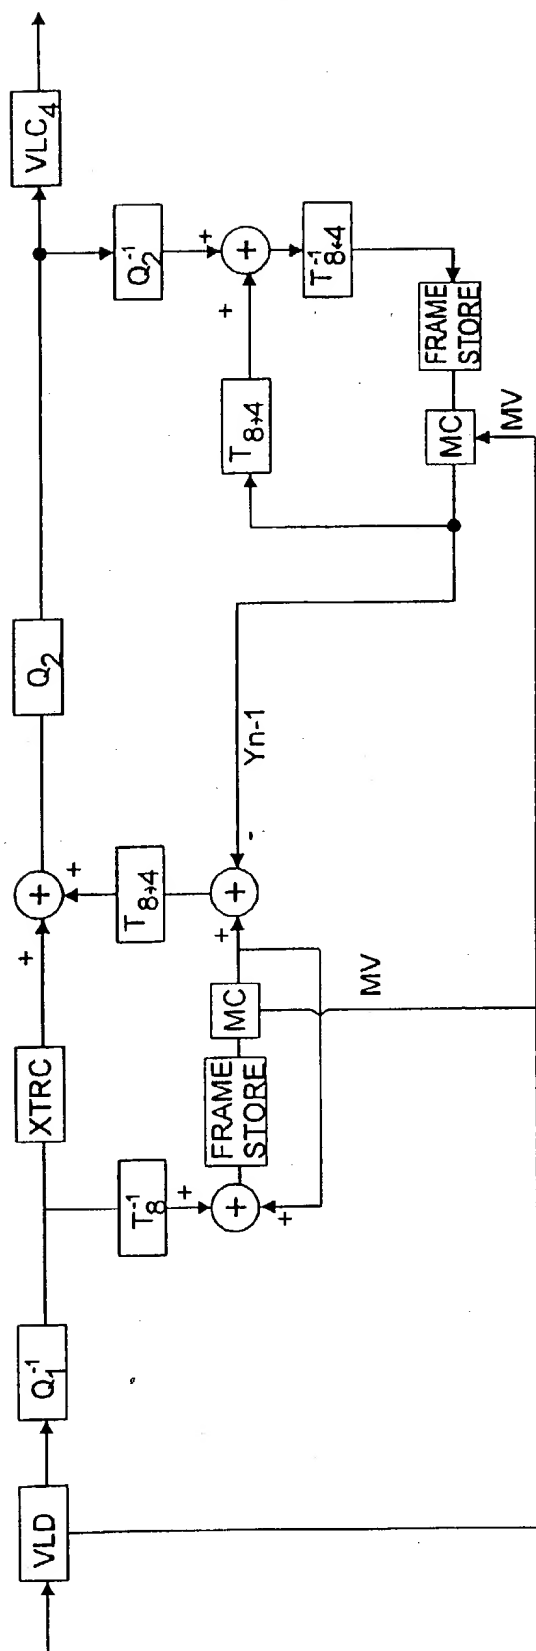 VLD
Q₁⁻¹
XTRC
+
+
+
Q₂
VLC₄
T₈⁻¹
+
+
+
FRAME
STORE
MC
+
+
-
T₈→₄
Yn-1
MV
T₈→₄
+
Q₂⁻¹
+
+
T⁻¹₈←₄
FRAME
STORE
MC
MV